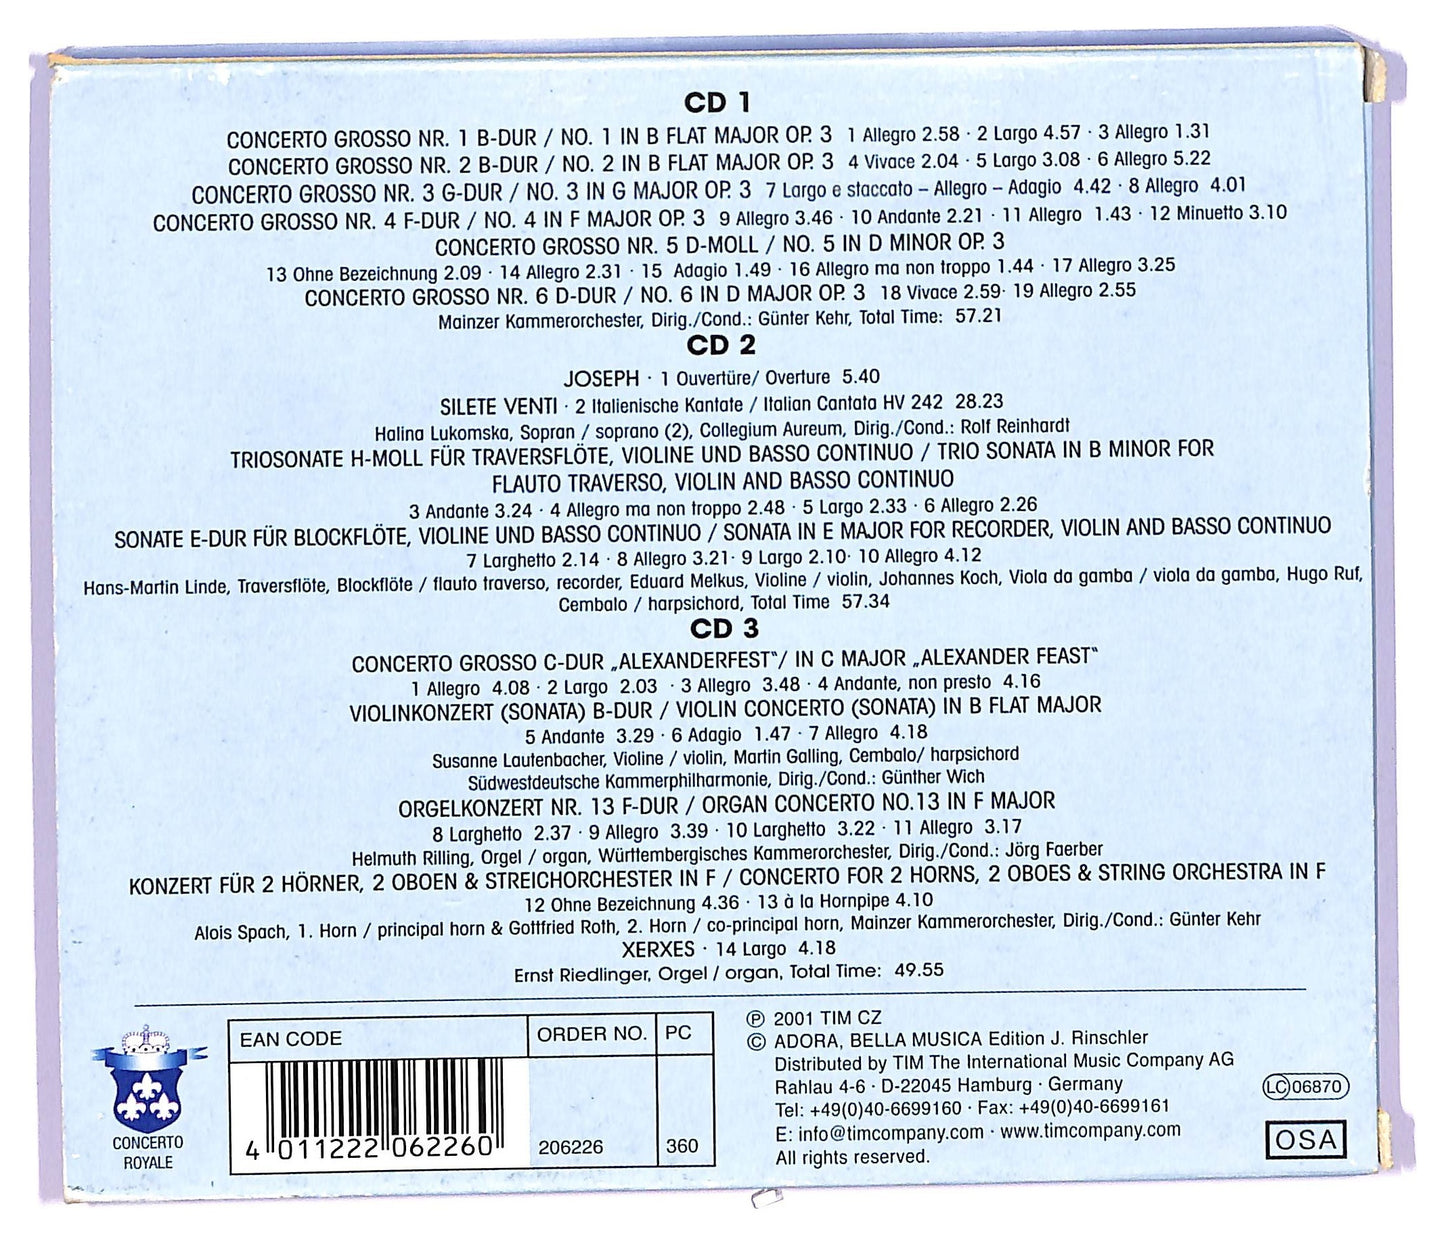 CD 1
CONCERTO GROSSO NR. 1 B-DUR / NO. 1 IN B FLAT MAJOR OP. 3 1 Allegro 2.58 · 2 Largo 4.57 · 3 Allegro 1.31
CONCERTO GROSSO NR. 2 B-DUR / NO. 2 IN B FLAT MAJOR OP. 3 4 Vivace 2.04 · 5 Largo 3.08 · 6 Allegro 5.22
CONCERTO GROSSO NR. 3 G-DUR / NO. 3 IN G MAJOR OP. 3 7 Largo e staccato – Allegro – Adagio 4.42 · 8 Allegro 4.01
CONCERTO GROSSO NR. 4 F-DUR / NO. 4 IN F MAJOR OP. 3 9 Allegro 3.46 · 10 Andante 2.21 · 11 Allegro 1.43 · 12 Minuetto 3.10
CONCERTO GROSSO NR. 5 D-MOLL / NO. 5 IN D MINOR OP. 3
13 Ohne Bezeichnung 2.09 · 14 Allegro 2.31 · 15 Adagio 1.49 · 16 Allegro ma non troppo 1.44 · 17 Allegro 3.25
CONCERTO GROSSO NR. 6 D-DUR / NO. 6 IN D MAJOR OP. 3 18 Vivace 2.59· 19 Allegro 2.55
Mainzer Kammerorchester, Dirig./Cond.: Günter Kehr, Total Time: 57.21
CD 2
JOSEPH · 1 Ouvertüre/ Overture 5.40
SILETE VENTI · 2 Italienische Kantate / Italian Cantata HV 242 28.23
Halina Lukomska, Sopran / soprano (2), Collegium Aureum, Dirig./Cond.: Rolf Reinhardt
TRIOSONATE H-MOLL FÜR TRAVERSFLÖTE, VIOLINE UND BASSO CONTINUO / TRIO SONATA IN B MINOR FOR
FLAUTO TRAVERSO, VIOLIN AND BASSO CONTINUO
3 Andante 3.24 · 4 Allegro ma non troppo 2.48 · 5 Largo 2.33 · 6 Allegro 2.26
SONATE E-DUR FÜR BLOCKFLÖTE, VIOLINE UND BASSO CONTINUO / SONATA IN E MAJOR FOR RECORDER, VIOLIN AND BASSO CONTINUO
7 Larghetto 2.14 · 8 Allegro 3.21· 9 Largo 2.10· 10 Allegro 4.12
Hans-Martin Linde, Traversflöte, Blockflöte / flauto traverso, recorder, Eduard Melkus, Violine / violin, Johannes Koch, Viola da gamba / viola da gamba, Hugo Ruf,
Cembalo / harpsichord, Total Time 57.34
CD 3
CONCERTO GROSSO C-DUR „ALEXANDERFEST“/ IN C MAJOR „ALEXANDER FEAST“
1 Allegro 4.08 · 2 Largo 2.03 · 3 Allegro 3.48 · 4 Andante, non presto 4.16
VIOLINKONZERT (SONATA) B-DUR / VIOLIN CONCERTO (SONATA) IN B FLAT MAJOR
5 Andante 3.29 · 6 Adagio 1.47 · 7 Allegro 4.18
Susanne Lautenbacher, Violine / violin, Martin Galling, Cembalo/ harpsichord
Südwestdeutsche Kammerphilharmonie, Dirig./Cond.: Günther Wich
ORGELKONZERT NR. 13 F-DUR / ORGAN CONCERTO NO.13 IN F MAJOR
8 Larghetto 2.37 · 9 Allegro 3.39 · 10 Larghetto 3.22 · 11 Allegro 3.17
Helmuth Rilling, Orgel / organ, Württembergisches Kammerorchester, Dirig./Cond.: Jörg Faerber
KONZERT FÜR 2 HÖRNER, 2 OBOEN & STREICHORCHESTER IN F / CONCERTO FOR 2 HORNS, 2 OBOES & STRING ORCHESTRA IN F
12 Ohne Bezeichnung 4.36 · 13 à la Hornpipe 4.10
Alois Spach, 1. Horn / principal horn & Gottfried Roth, 2. Horn / co-principal horn, Mainzer Kammerorchester, Dirig./Cond.: Günter Kehr
XERXES · 14 Largo 4.18
Ernst Riedlinger, Orgel / organ, Total Time: 49.55
CONCERTO
ROYALE
EAN CODE
ORDER NO.
PC
4 011222 062260
206226
360
℗ 2001 TIM CZ
© ADORA, BELLA MUSICA Edition J. Rinschler
Distributed by TIM The International Music Company AG
Rahlau 4-6 · D-22045 Hamburg · Germany
Tel: +49(0)40-6699160 · Fax: +49(0)40-6699161
E: info@timcompany.com · www.timcompany.com
All rights reserved.
LC 06870
OSA